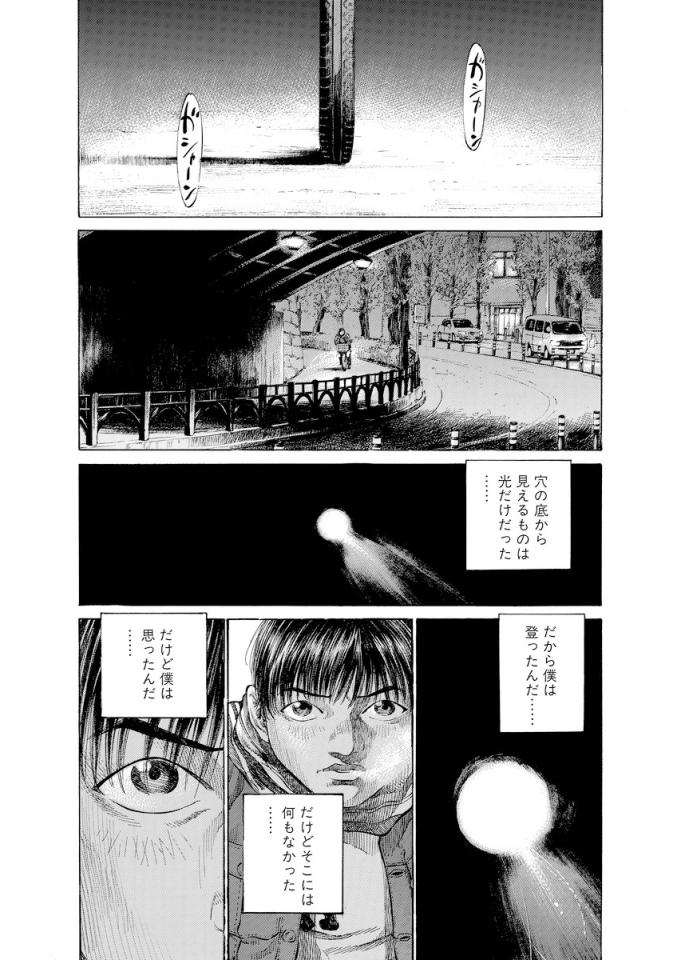 ガシャーン
ガシャーン
穴の底から
見えるものは
光だけだった
……
だから僕は
登ったんだ……
だけどそこには
何もなかった
……
だけど僕は
思ったんだ
……